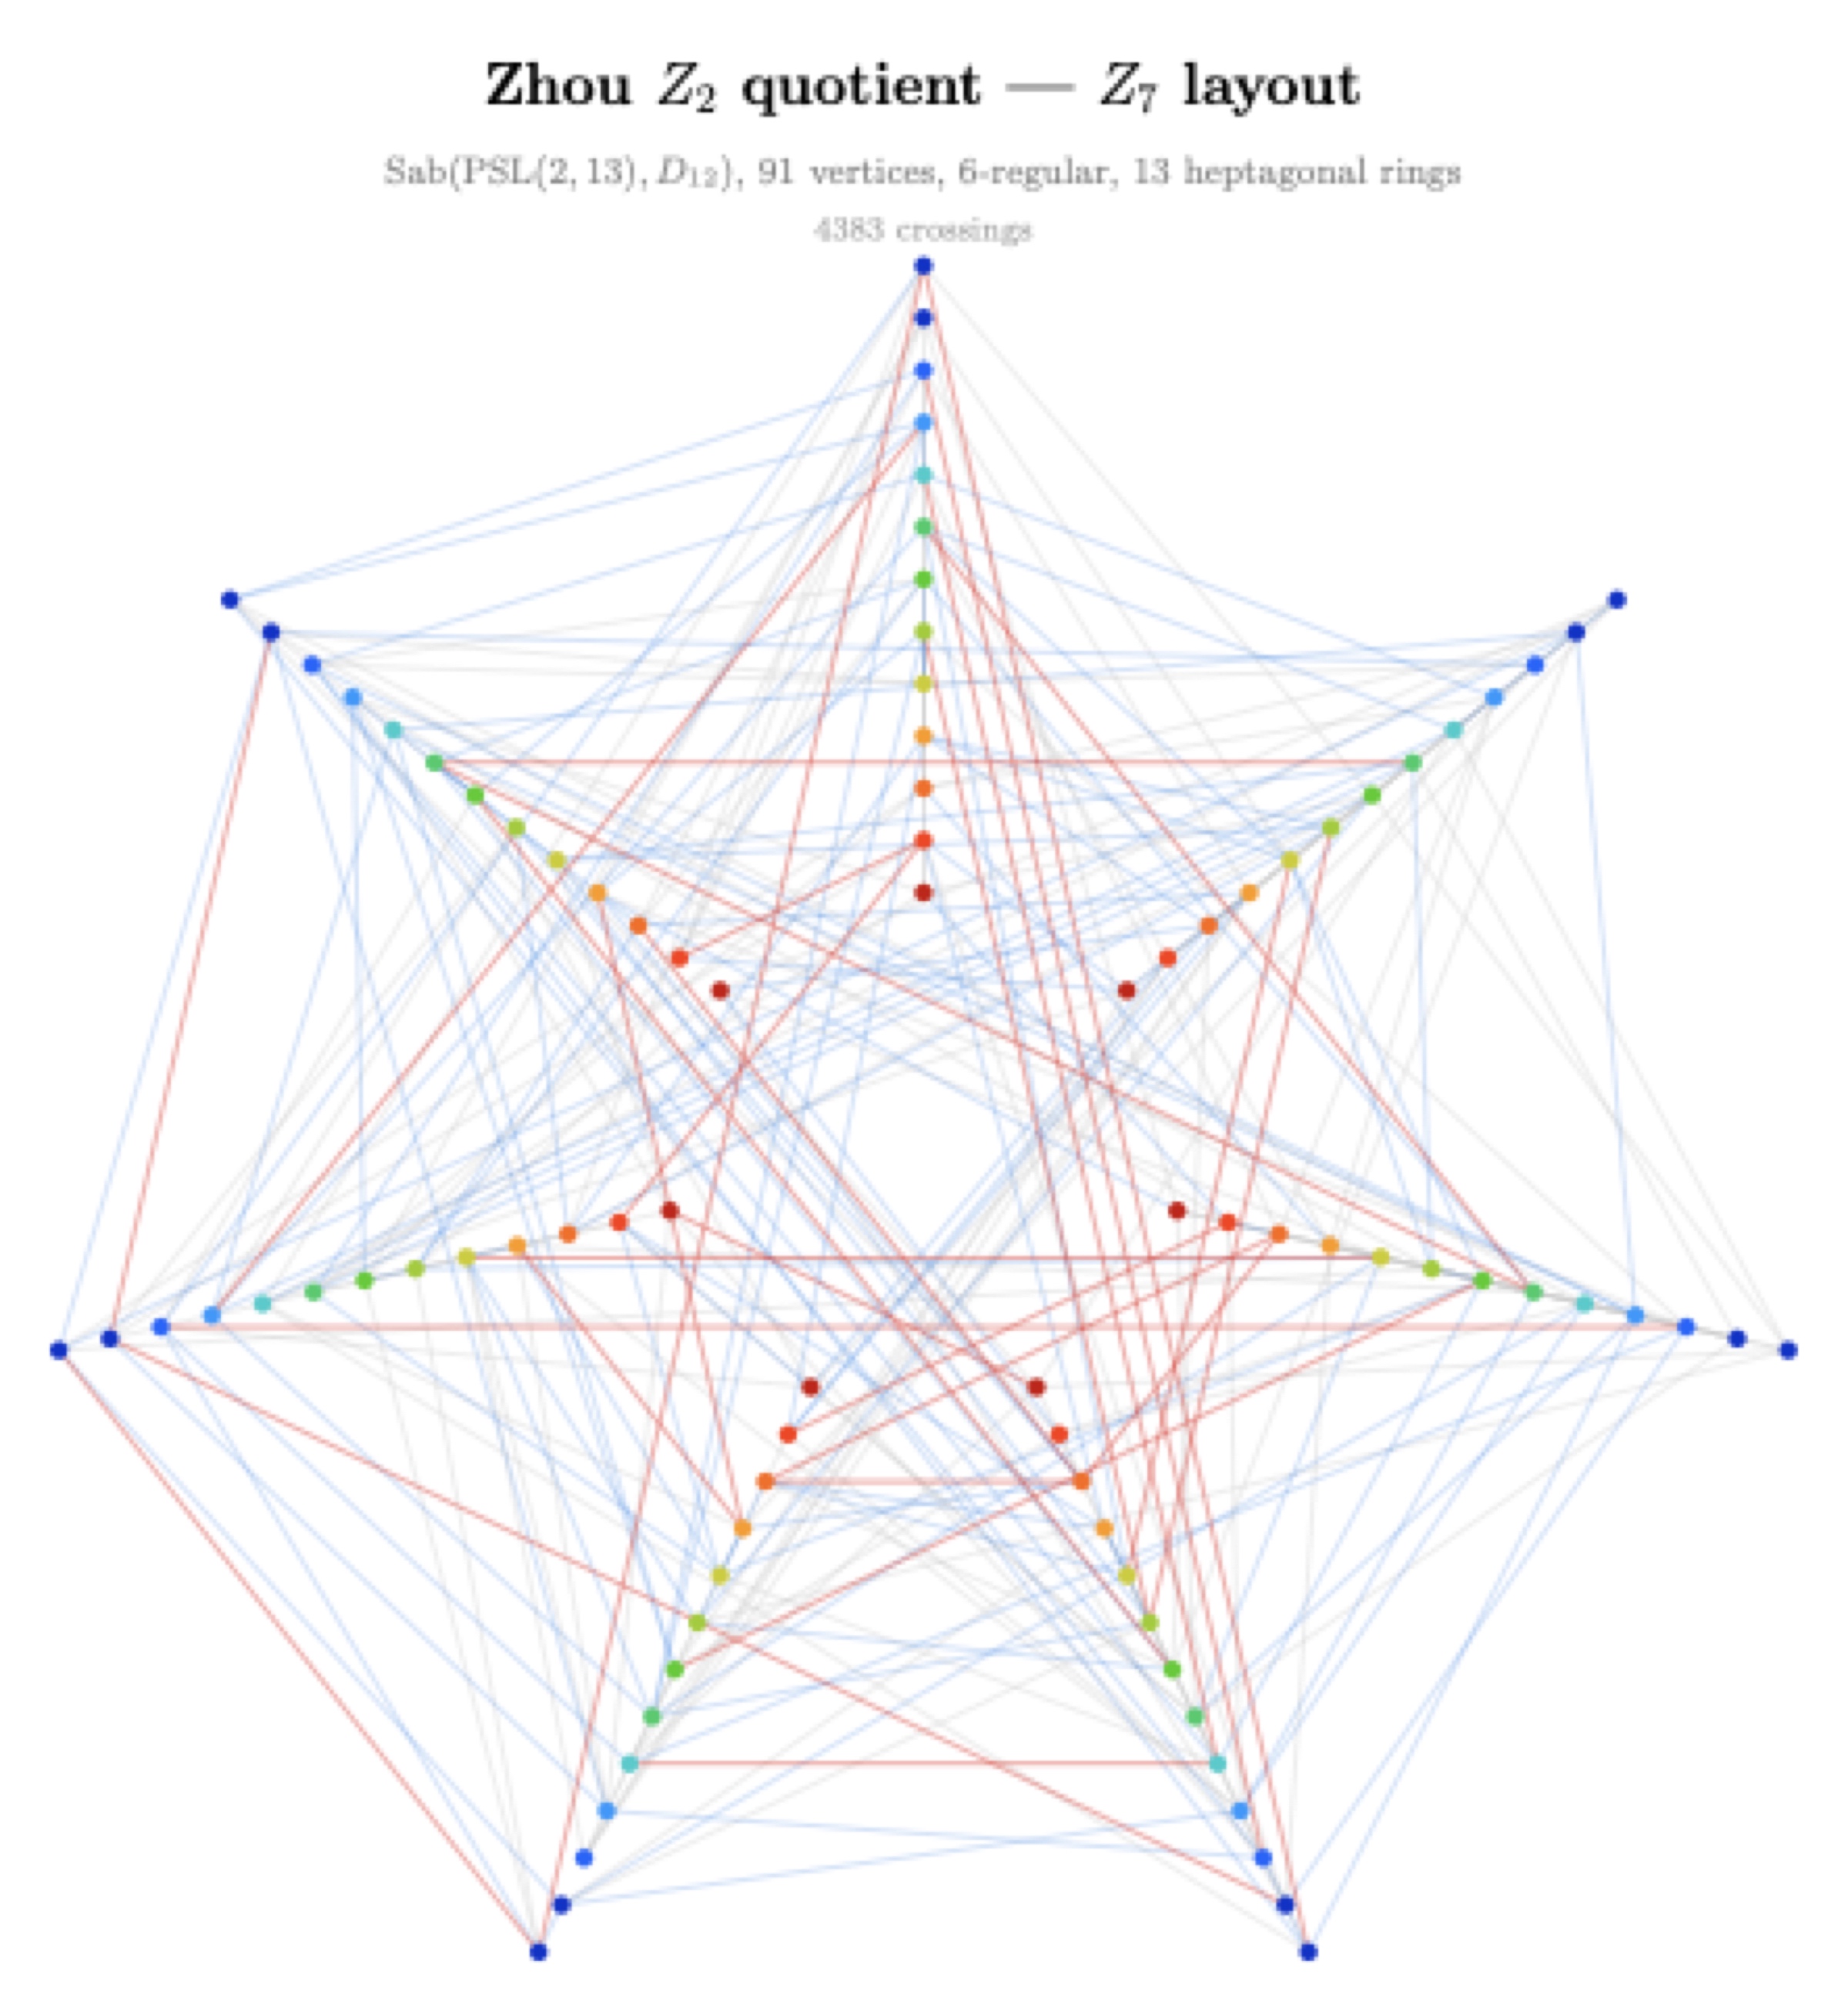 Zhou Z₂ quotient — Z₇ layout
Sab(PSL(2, 13), D₁₂), 91 vertices, 6-regular, 13 heptagonal rings
4383 crossings